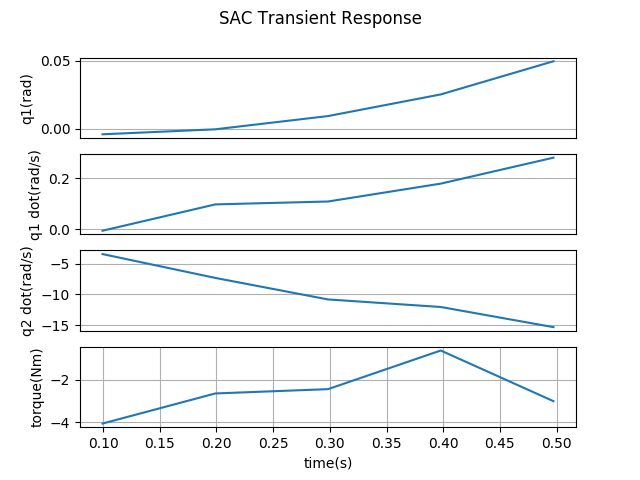 SAC Transient Response
0.05
0.00
q1(rad)
0.2
0.0
q1 dot(rad/s)
−5
−10
−15
q2 dot(rad/s)
−2
−4
torque(Nm)
0.10 0.15 0.20 0.25 0.30 0.35 0.40 0.45 0.50
time(s)